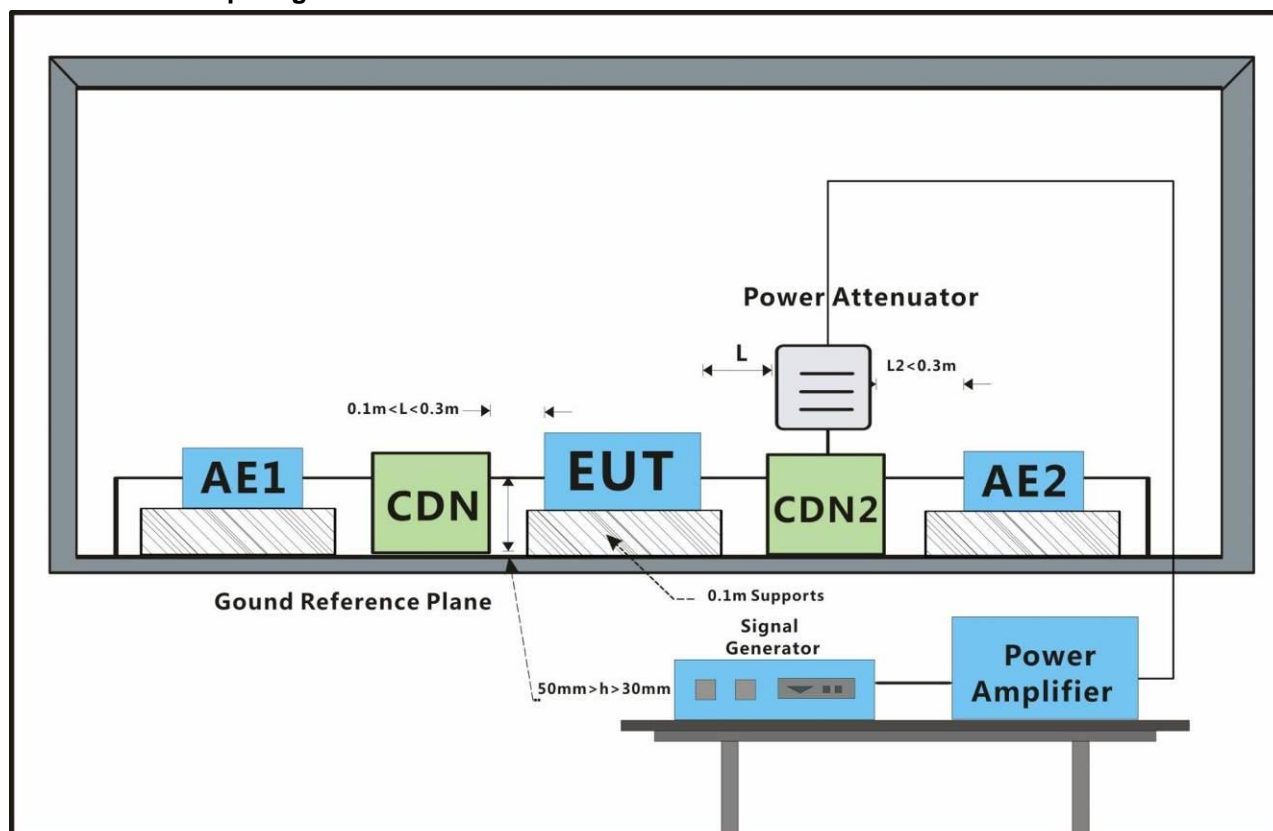 Power Attenuator
L
L2<0.3m
0.1m<L<0.3m
AE1
CDN
EUT
CDN2
AE2
Gound Reference Plane
0.1m Supports
Signal
Generator
50mm>h>30mm
Power
Amplifier